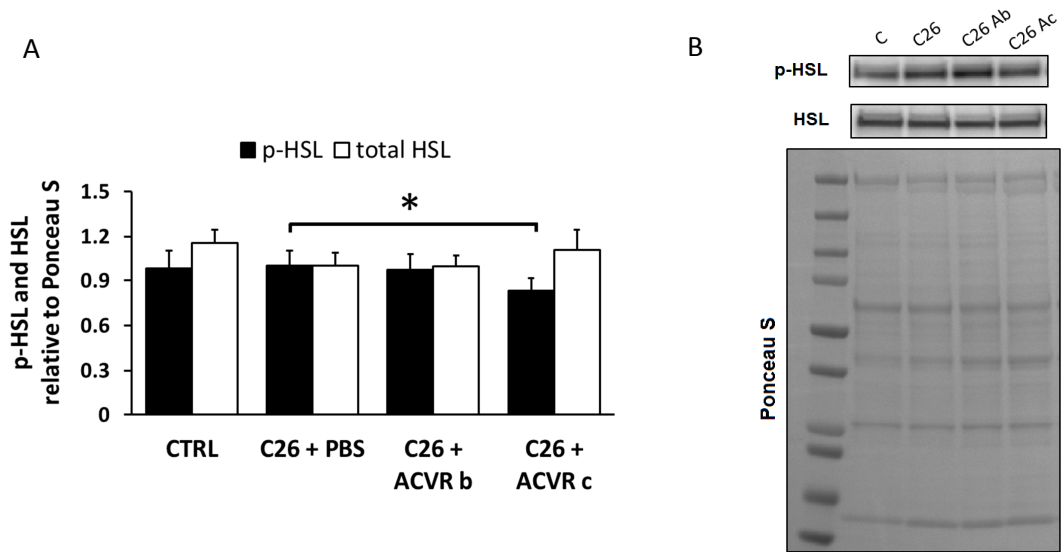 A
p-HSL total HSL
p-HSL and HSL
relative to Ponceau S
1.5
1.2
0.9
0.6
0.3
0
*
CTRL
C26 + PBS
C26 +
ACVR b
C26 +
ACVR c
B
C
C26
C26 Ab
C26 Ac
p-HSL
HSL
Ponceau S